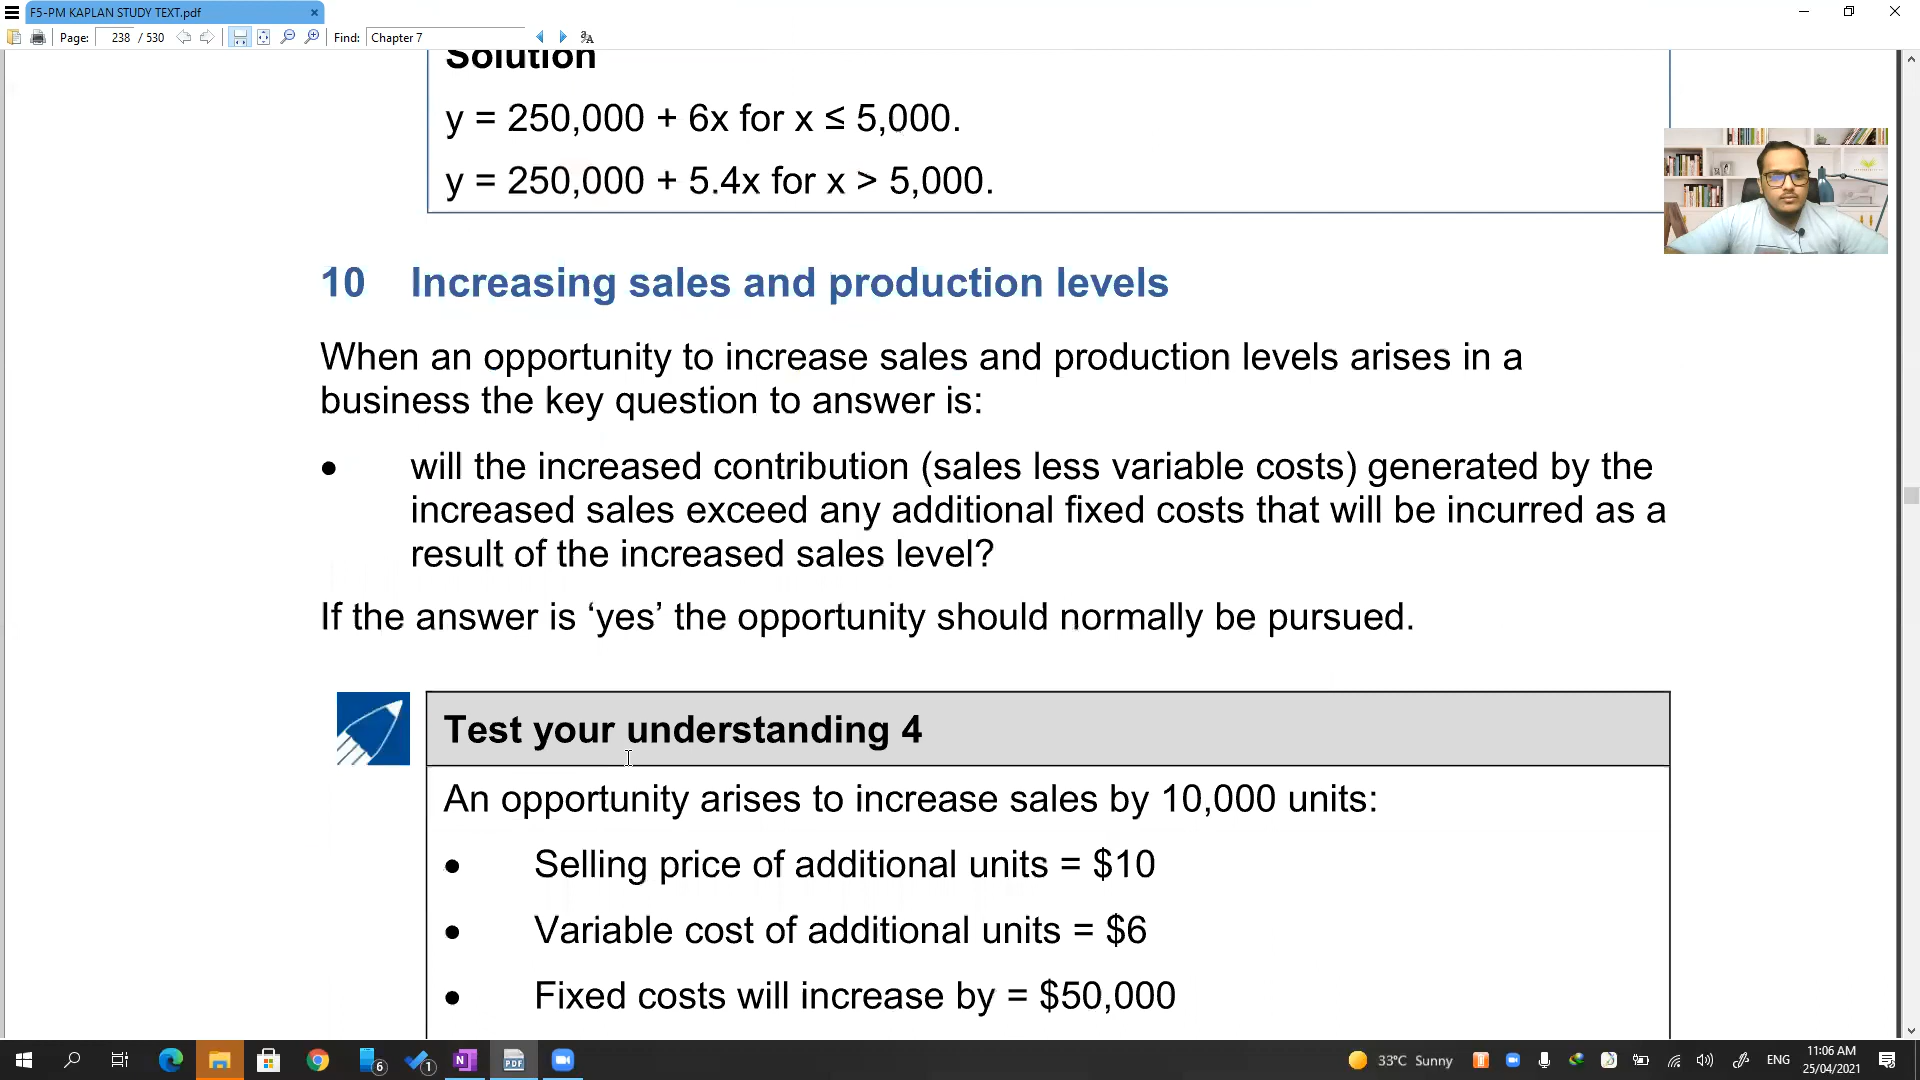 F5-PM KAPLAN STUDY TEXT.pdf
Page: 238 / 530 Find: Chapter 7
Solution
y = 250,000 + 6x for x ≤ 5,000.
y = 250,000 + 5.4x for x > 5,000.
10 Increasing sales and production levels
When an opportunity to increase sales and production levels arises in a
business the key question to answer is:
• will the increased contribution (sales less variable costs) generated by the
increased sales exceed any additional fixed costs that will be incurred as a
result of the increased sales level?
If the answer is ‘yes’ the opportunity should normally be pursued.
Test your understanding 4
An opportunity arises to increase sales by 10,000 units:
• Selling price of additional units = $10
• Variable cost of additional units = $6
• Fixed costs will increase by = $50,000
6 1 N PDF 33°C Sunny ENG 11:06 AM
25/04/2021